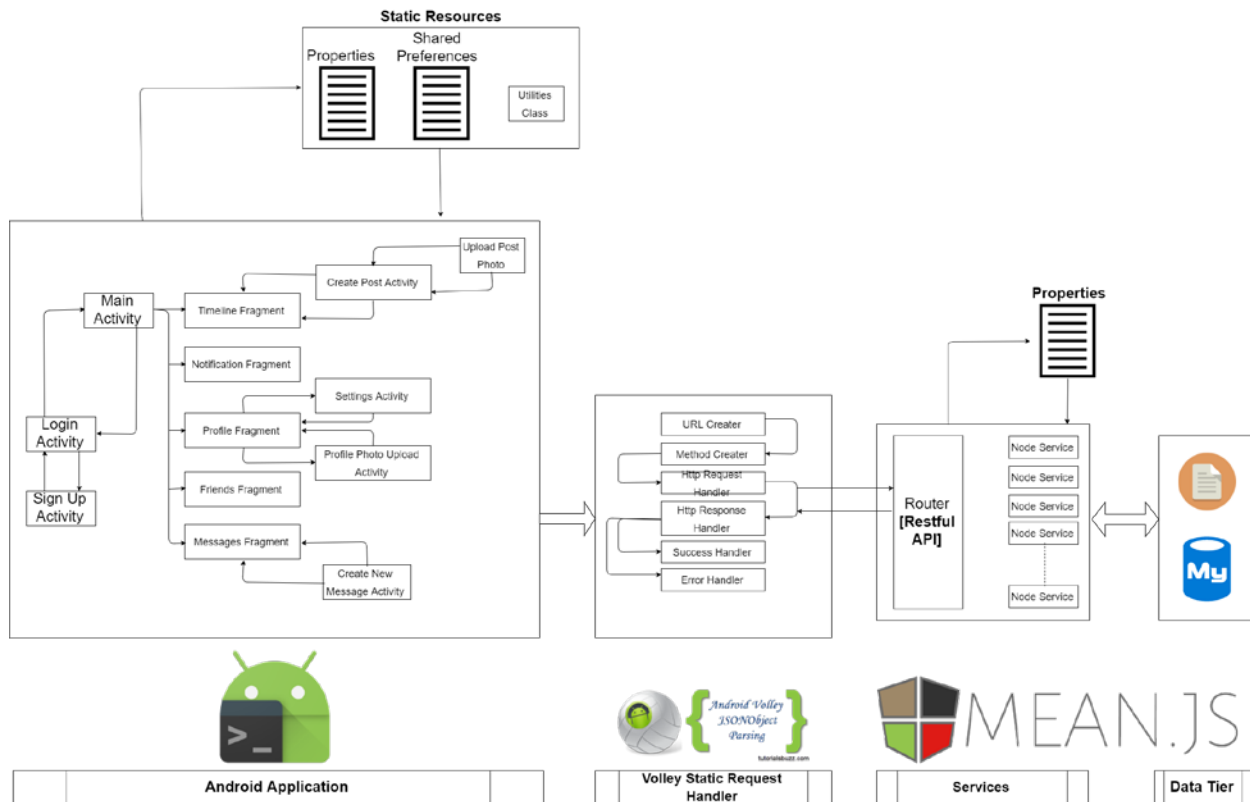 Static Resources
Properties
Shared
Preferences
Utilities
Class
Upload Post
Photo
Create Post Activity
Main
Activity
Timeline Fragment
Notification Fragment
Settings Activity
Login
Activity
Profile Fragment
Profile Photo Upload
Activity
Sign Up
Activity
Friends Fragment
Messages Fragment
Create New
Message Activity
URL Creater
Method Creater
Http Request
Handler
Http Response
Handler
Success Handler
Error Handler
Properties
Router
[Restful
API]
Node Service
Node Service
Node Service
Node Service
Node Service
My
>_
Android Volley
JSONObject
Parsing
tutorialsbuzz.com
MEAN.JS
Android Application
Volley Static Request
Handler
Services
Data Tier